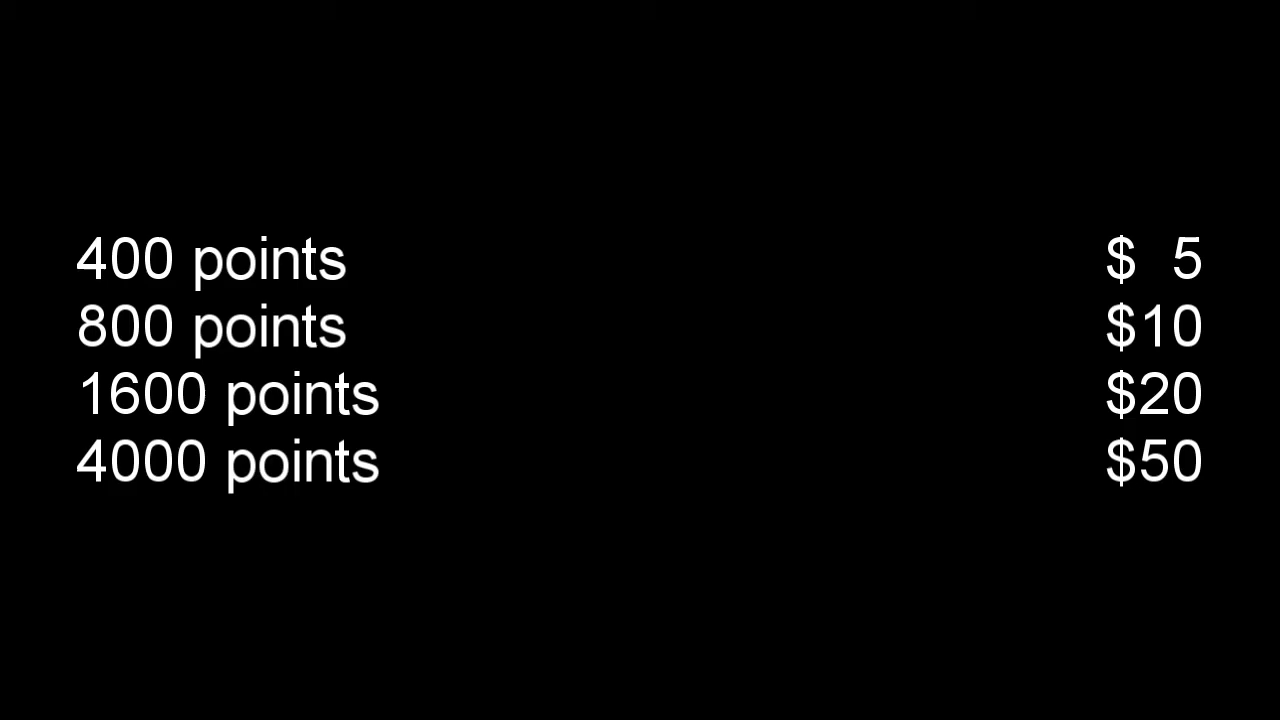 400 points $ 5
800 points $10
1600 points $20
4000 points $50